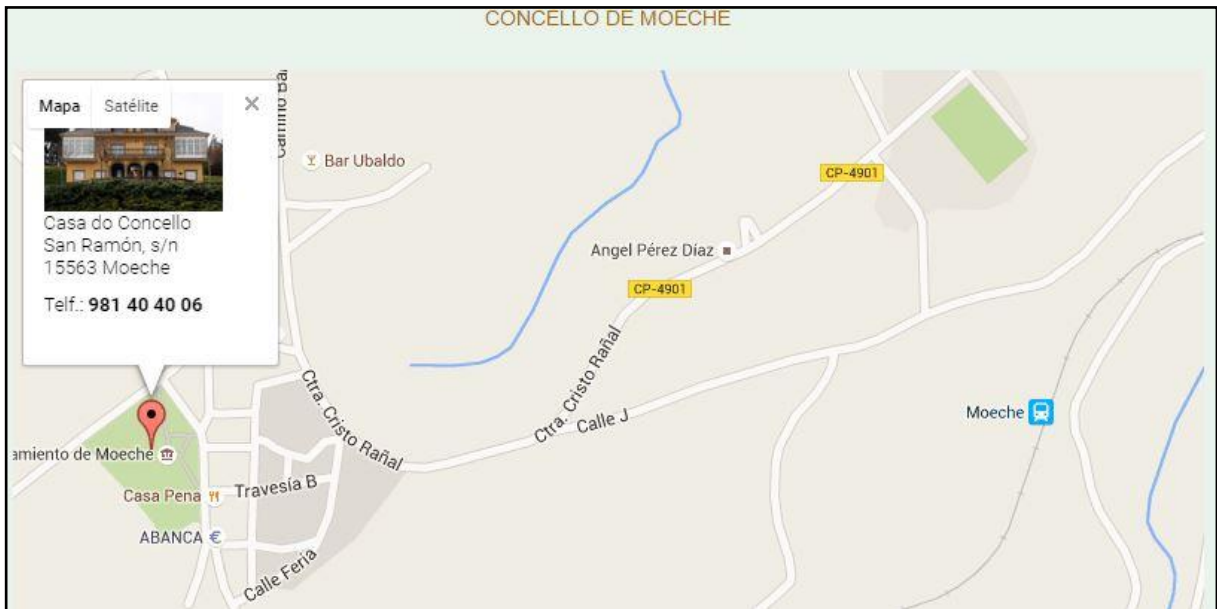 CONCELLO DE MOECHE
Mapa Satélite
Casa do Concello
San Ramón, s/n
15563 Moeche
Telf.: 981 40 40 06
Camino
Bar Ubaldo
CP-4901
Angel Pérez Díaz
CP-4901
Ctra. Cristo Rañal
Ctra. Cristo Rañal
Calle J
Moeche
amiento de Moeche
Casa Pena
Travesía B
ABANCA
Calle Feria